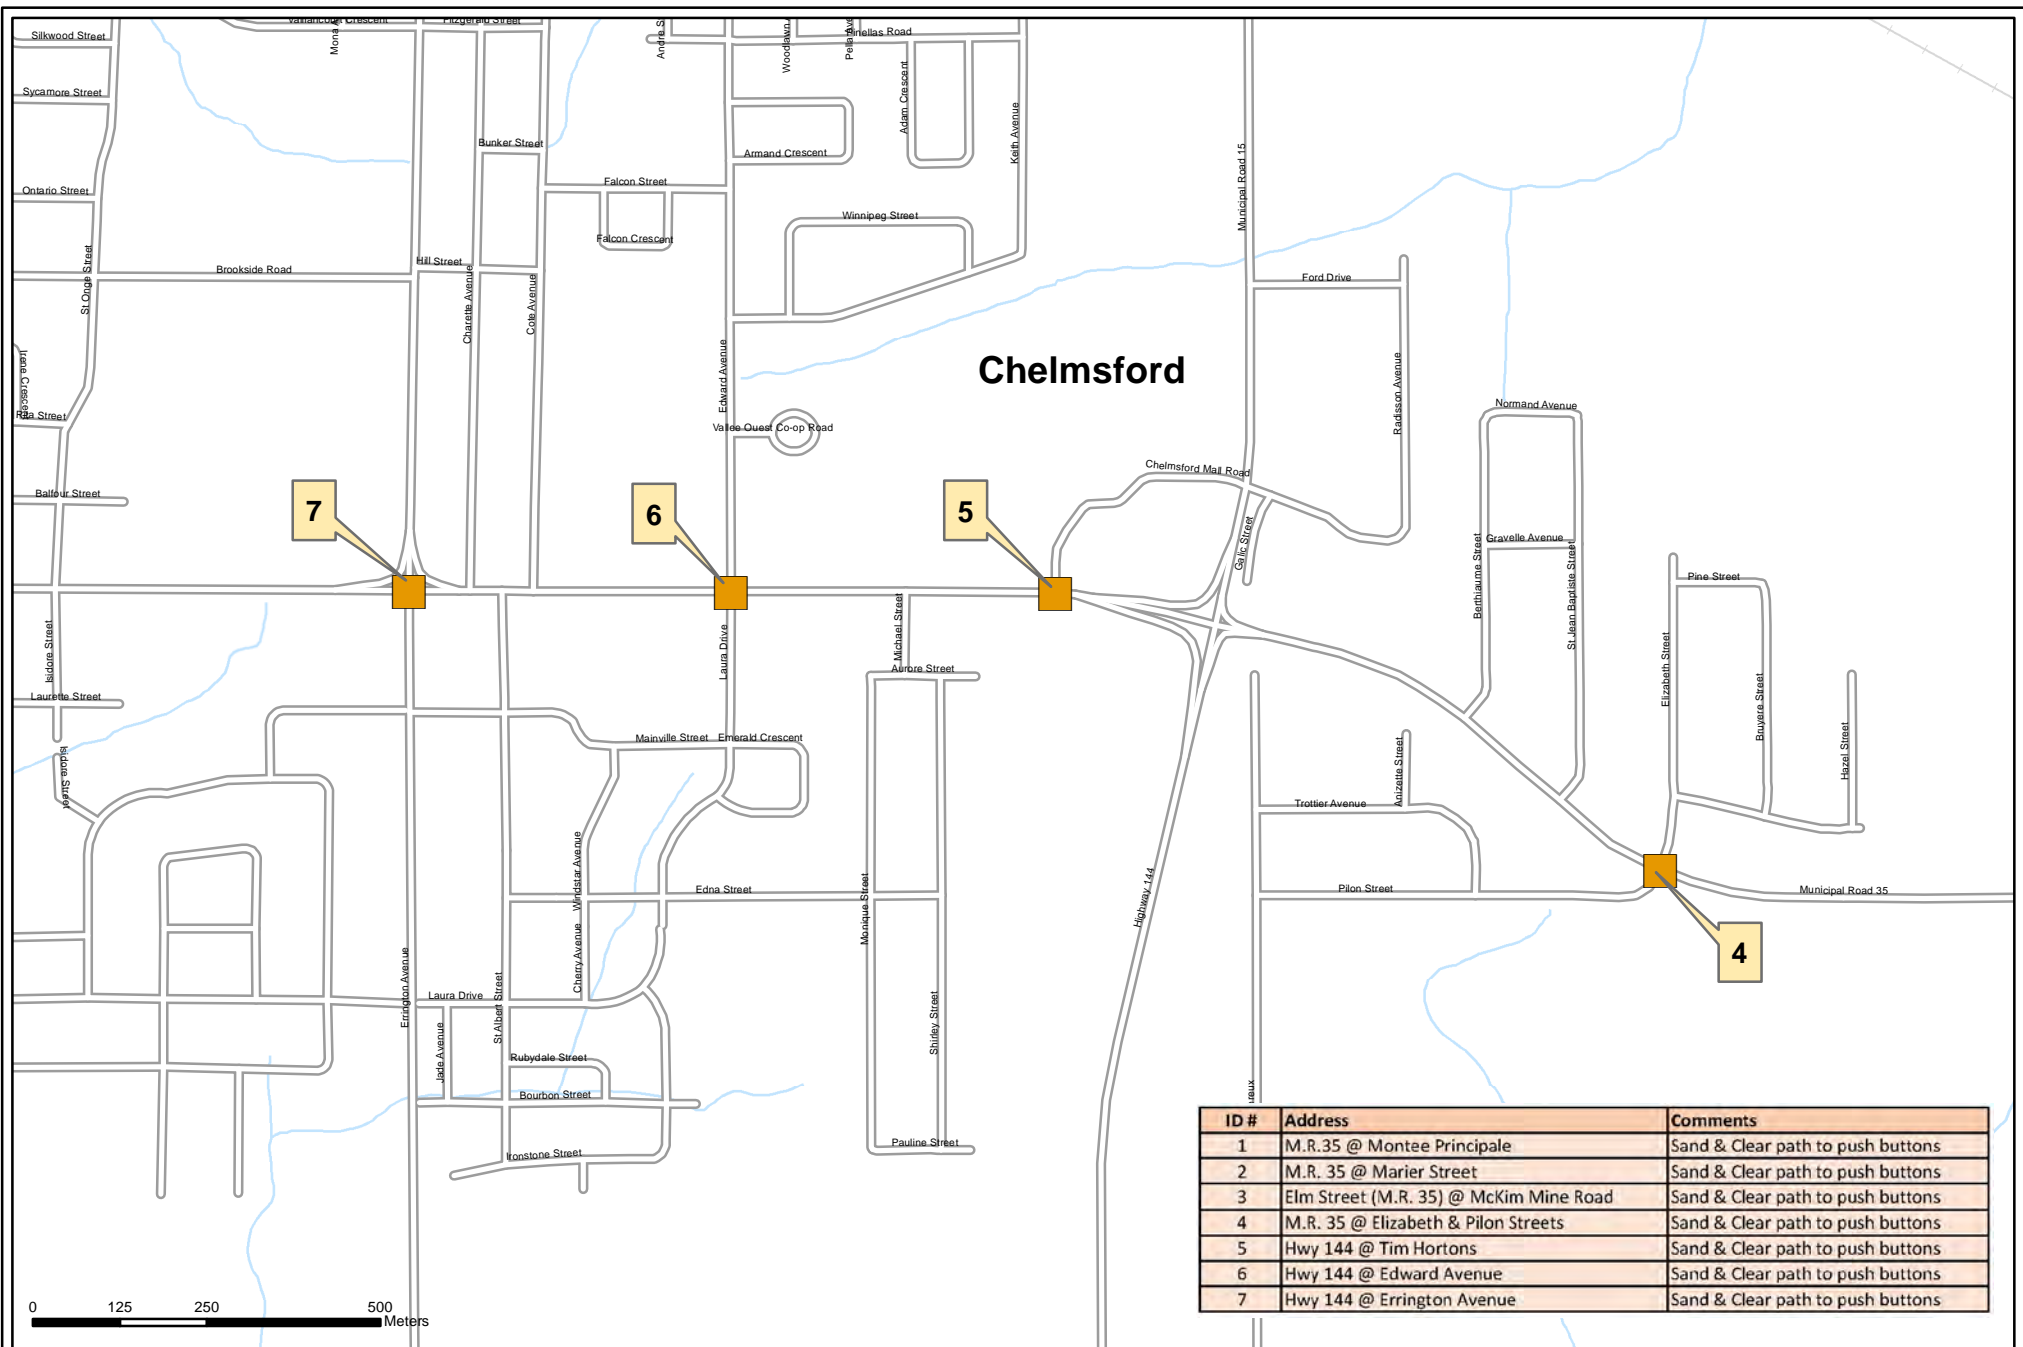 Vaillancourt Crescent
Fitzgerald Street
Silkwood Street
Pinellas Road
Sycamore Street
Adam Crescent
Keith Avenue
Bunker Street
Armand Crescent
Municipal Road 15
Falcon Street
Ontario Street
Winnipeg Street
Falcon Crescent
St Onge Street
Brookside Road
Hill Street
Charette Avenue
Cote Avenue
Ford Drive
Edward Avenue
Chelmsford
Irene Crescent
Rita Street
Radisson Avenue
Normand Avenue
Vallee Ouest Co-op Road
Chelmsford Mall Road
Balfour Street
7
6
5
Galic Street
Gravelle Avenue
Berthiaume Street
St Jean Baptiste Street
Pine Street
Isidore Street
Laura Drive
Michael Street
Aurore Street
Elizabeth Street
Bruyere Street
Hazel Street
Laurette Street
Isidore Street
Mainville Street
Emerald Crescent
Anizette Street
Trottier Avenue
Windstar Avenue
Edna Street
Monique Street
Highway 144
Pilon Street
Municipal Road 35
4
Errington Avenue
Cherry Avenue
Laura Drive
St Albert Street
Jade Avenue
Shirley Street
Rubydale Street
Bourbon Street
Pauline Street
Ironstone Street
ID # Address Comments
1 M.R.35 @ Montee Principale Sand & Clear path to push buttons
2 M.R. 35 @ Marier Street Sand & Clear path to push buttons
3 Elm Street (M.R. 35) @ McKim Mine Road Sand & Clear path to push buttons
4 M.R. 35 @ Elizabeth & Pilon Streets Sand & Clear path to push buttons
5 Hwy 144 @ Tim Hortons Sand & Clear path to push buttons
6 Hwy 144 @ Edward Avenue Sand & Clear path to push buttons
7 Hwy 144 @ Errington Avenue Sand & Clear path to push buttons
0 125 250 500
Meters